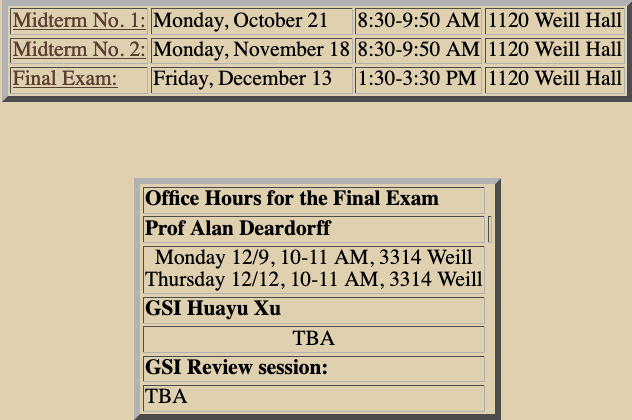 Midterm No. 1: Monday, October 21 8:30-9:50 AM 1120 Weill Hall
Midterm No. 2: Monday, November 18 8:30-9:50 AM 1120 Weill Hall
Final Exam: Friday, December 13 1:30-3:30 PM 1120 Weill Hall
Office Hours for the Final Exam
Prof Alan Deardorff
Monday 12/9, 10-11 AM, 3314 Weill
Thursday 12/12, 10-11 AM, 3314 Weill
GSI Huayu Xu
TBA
GSI Review session:
TBA